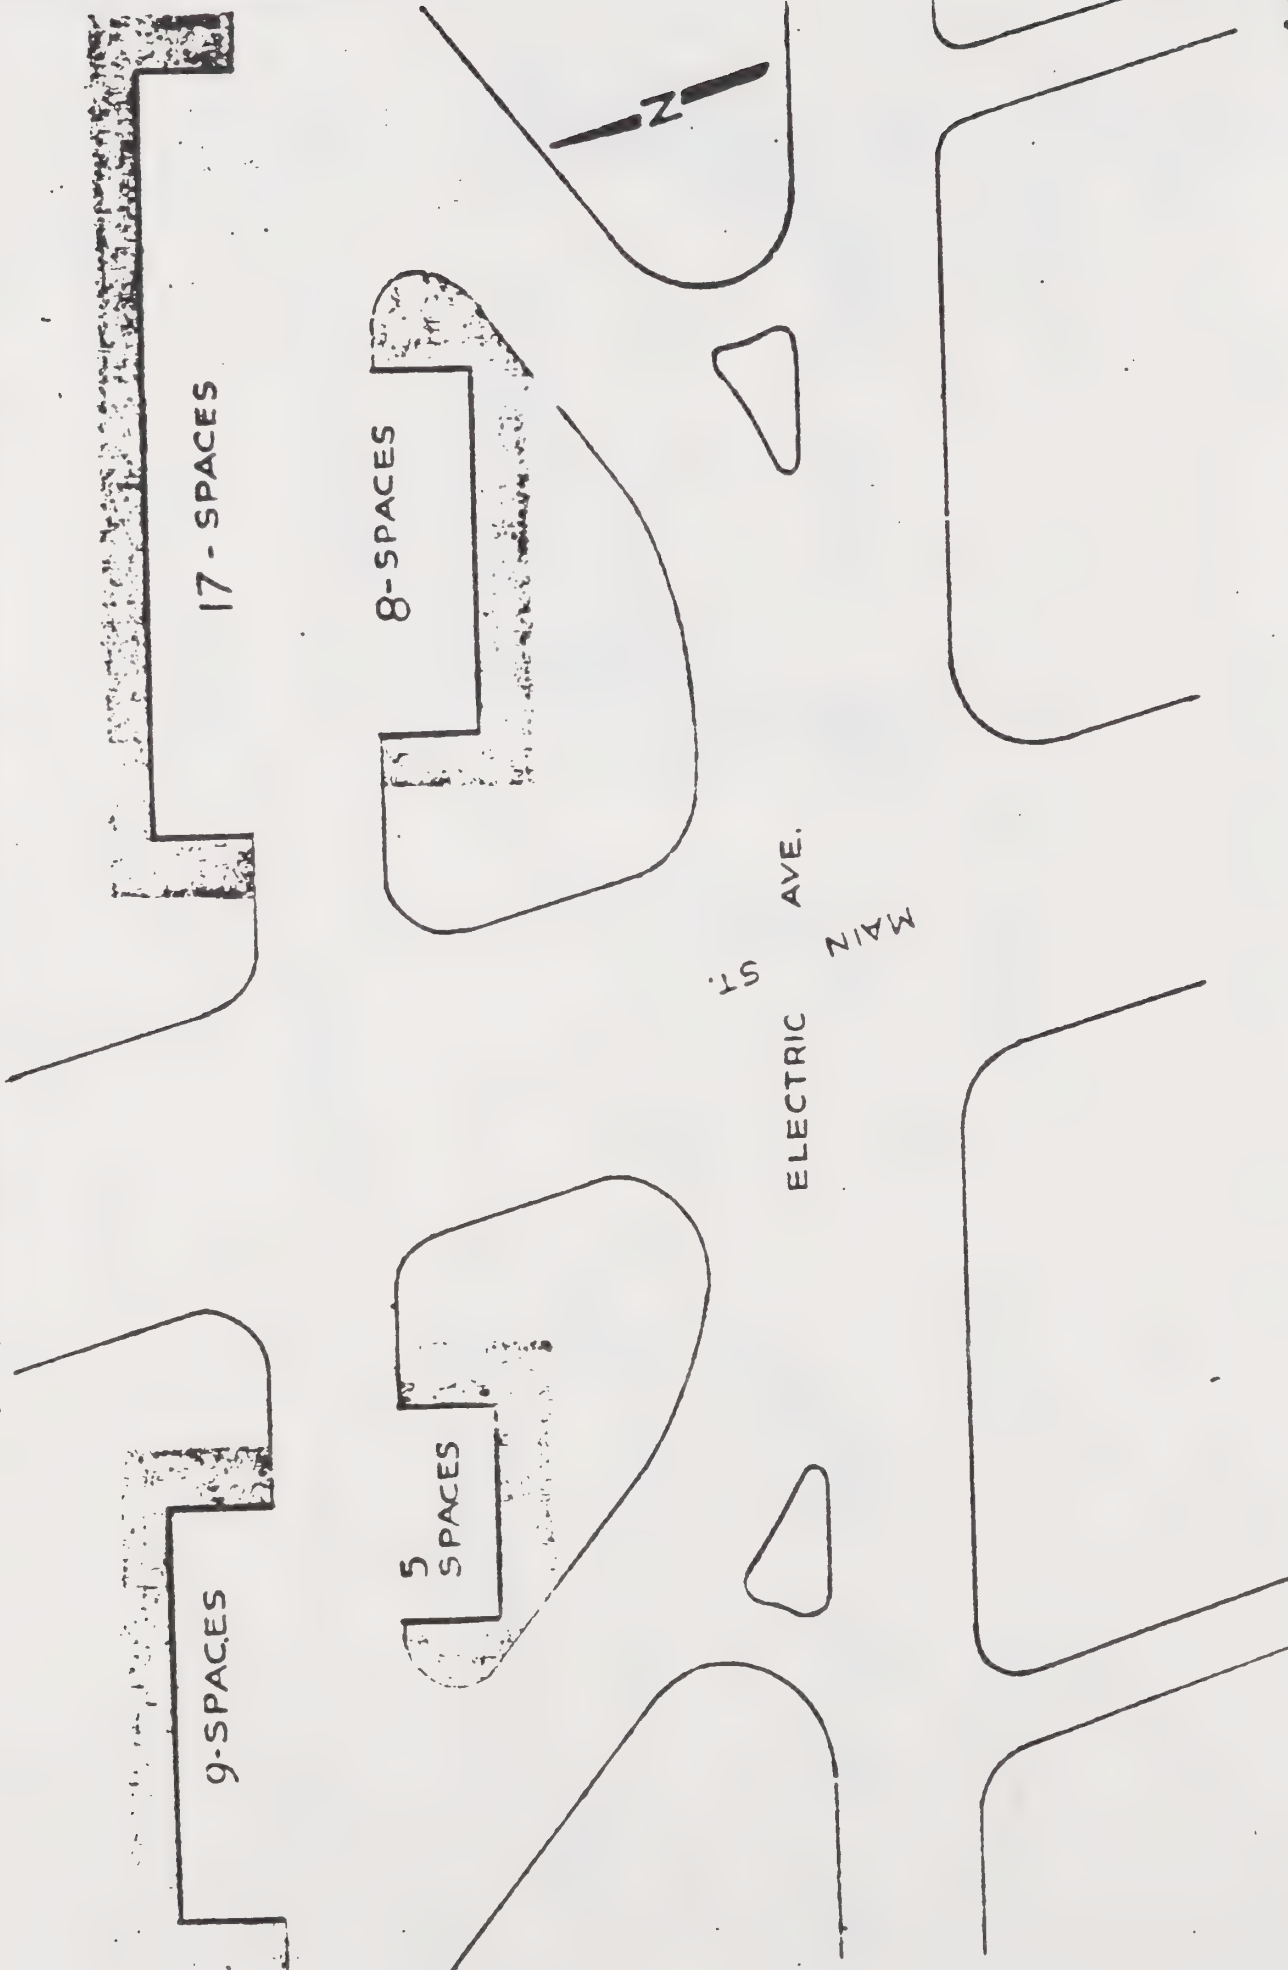 N
17 - SPACES
8-SPACES
ELECTRIC AVE.
MAIN ST.
9-SPACES
5
SPACES